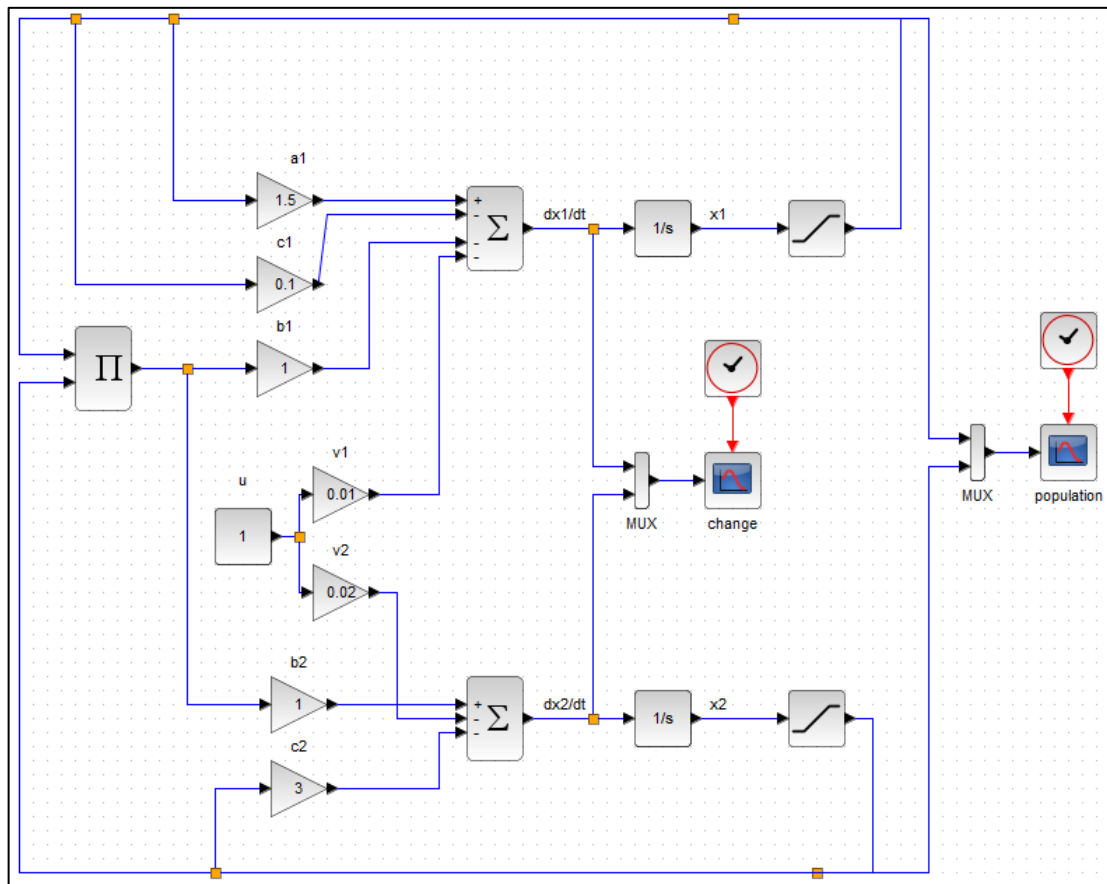 a1
1.5
+
-
-
-
Σ
dx1/dt
1/s
x1
c1
0.1
b1
1
Π
v1
0.01
u
1
v2
0.02
MUX
change
MUX
population
b2
1
+
-
-
Σ
dx2/dt
1/s
x2
c2
3